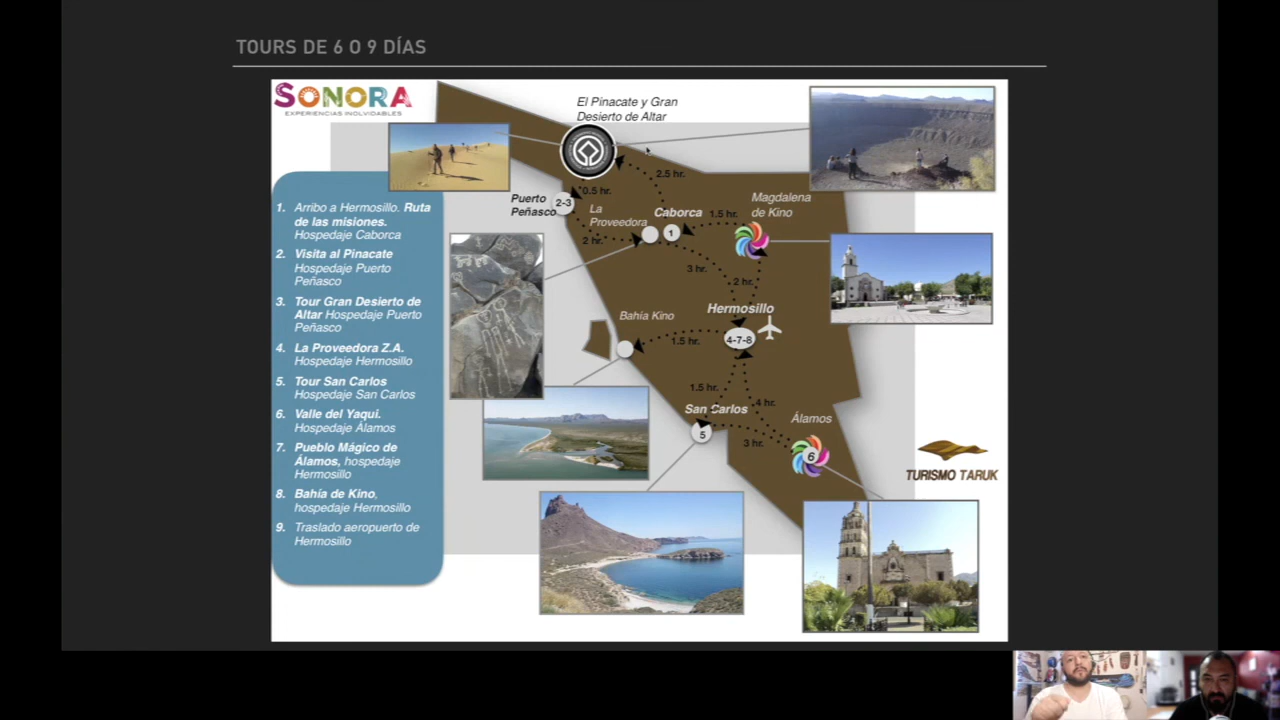 TOURS DE 6 O 9 DÍAS
SONORA
EXPERIENCIAS INOLVIDABLES
1. Arribo a Hermosillo. Ruta
de las misiones.
Hospedaje Caborca
2. Visita al Pinacate
Hospedaje Puerto
Peñasco
3. Tour Gran Desierto de
Altar Hospedaje Puerto
Peñasco
4. La Proveedora Z.A.
Hospedaje Hermosillo
5. Tour San Carlos
Hospedaje San Carlos
6. Valle del Yaqui.
Hospedaje Álamos
7. Pueblo Mágico de
Álamos, hospedaje
Hermosillo
8. Bahía de Kino,
hospedaje Hermosillo
9. Traslado aeropuerto de
Hermosillo
El Pinacate y Gran
Desierto de Altar
2.5 hr.
0.5 hr.
Puerto
Peñasco
2-3
La
Proveedora
Caborca
1
1.5 hr.
Magdalena
de Kino
2 hr.
3 hr.
2 hr.
Hermosillo
Bahía Kino
1.5 hr.
4-7-8
1.5 hr.
San Carlos
4 hr.
Álamos
5
3 hr.
6
TURISMO TARUK